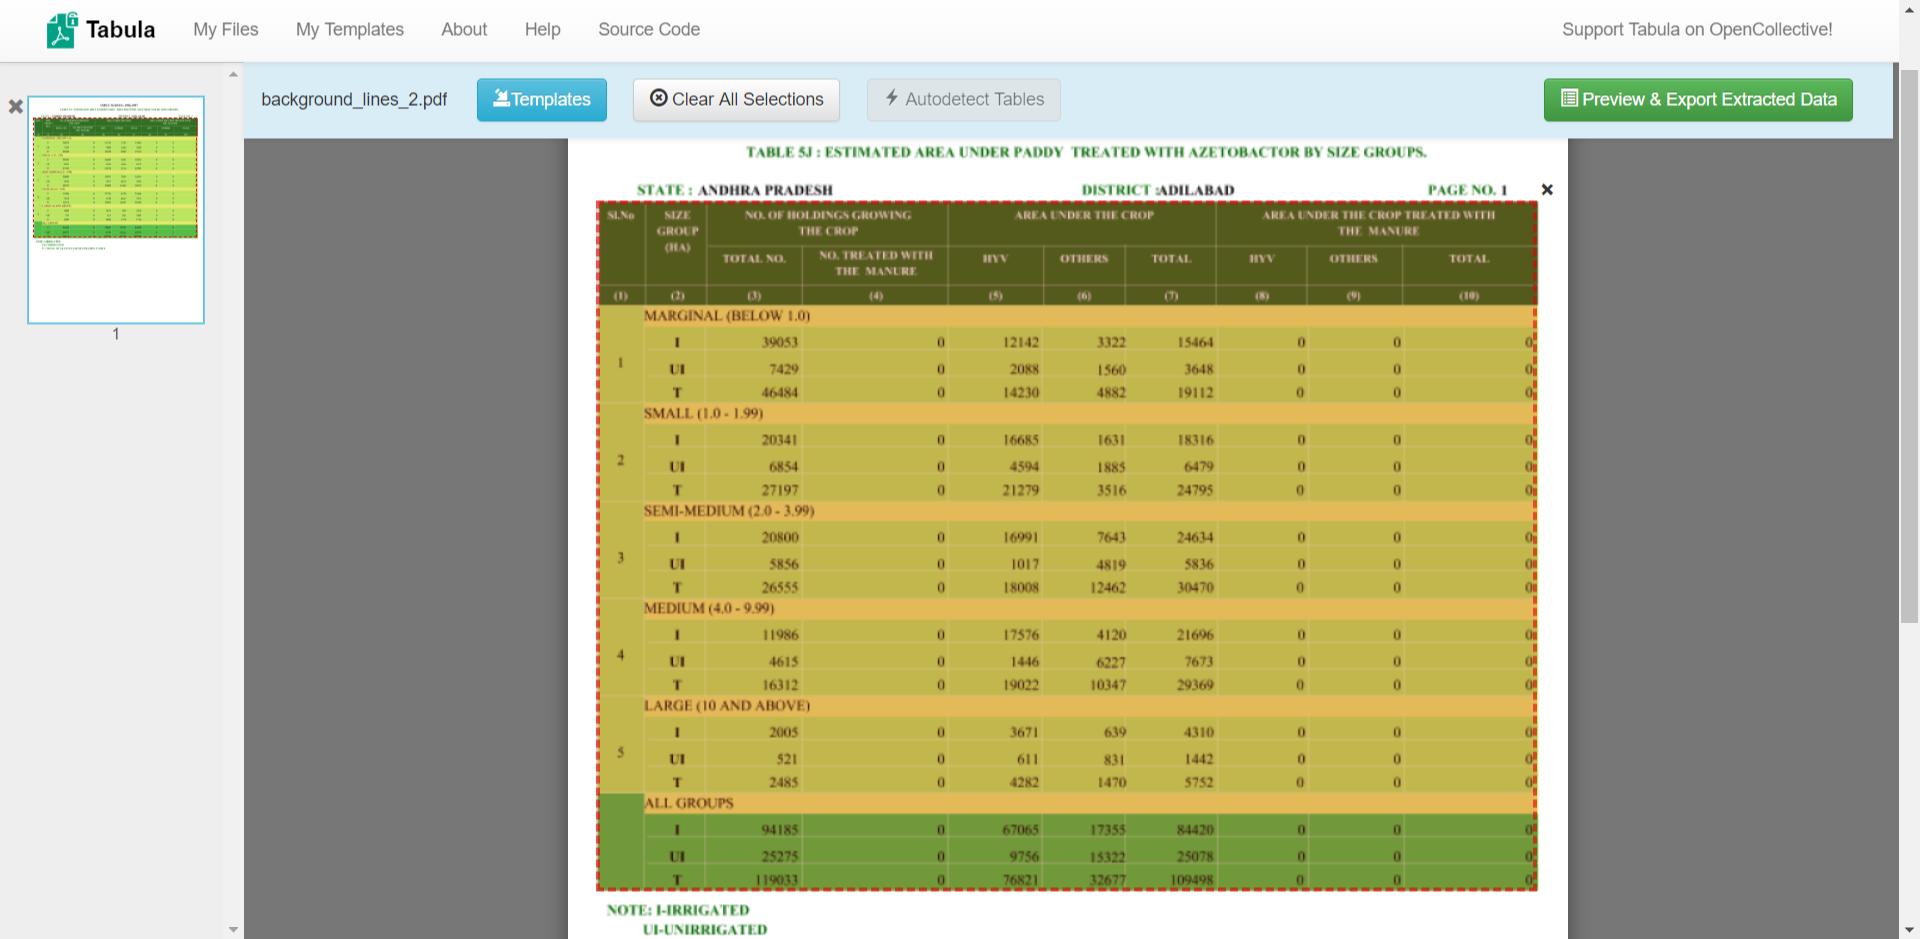 Tabula My Files My Templates About Help Source Code Support Tabula on OpenCollective!
background_lines_2.pdf Templates Clear All Selections Autodetect Tables Preview & Export Extracted Data
1
TABLE 5J : ESTIMATED AREA UNDER PADDY TREATED WITH AZETOBACTOR BY SIZE GROUPS.
STATE : ANDHRA PRADESH DISTRICT :ADILABAD PAGE NO. 1
SI.No SIZE GROUP (HA) NO. OF HOLDINGS GROWING THE CROP AREA UNDER THE CROP AREA UNDER THE CROP TREATED WITH THE MANURE
TOTAL NO. NO. TREATED WITH THE MANURE HYV OTHERS TOTAL HYV OTHERS TOTAL
(1) (2) (3) (4) (5) (6) (7) (8) (9) (10)
MARGINAL (BELOW 1.0)
1
I 39053 0 12142 3322 15464 0 0 0
UI 7429 0 2088 1560 3648 0 0 0
T 46484 0 14230 4882 19112 0 0 0
SMALL (1.0 - 1.99)
2
I 20341 0 16685 1631 18316 0 0 0
UI 6854 0 4594 1885 6479 0 0 0
T 27197 0 21279 3516 24795 0 0 0
SEMI-MEDIUM (2.0 - 3.99)
3
I 20800 0 16991 7643 24634 0 0 0
UI 5856 0 1017 4819 5836 0 0 0
T 26555 0 18008 12462 30470 0 0 0
MEDIUM (4.0 - 9.99)
4
I 11986 0 17576 4120 21696 0 0 0
UI 4615 0 1446 6227 7673 0 0 0
T 16312 0 19022 10347 29369 0 0 0
LARGE (10 AND ABOVE)
5
I 2005 0 3671 639 4310 0 0 0
UI 521 0 611 831 1442 0 0 0
T 2485 0 4282 1470 5752 0 0 0
ALL GROUPS
I 94185 0 67065 17355 84420 0 0 0
UI 25275 0 9756 15322 25078 0 0 0
T 119033 0 76821 32677 109498 0 0 0
NOTE: I-IRRIGATED
UI-UNIRRIGATED